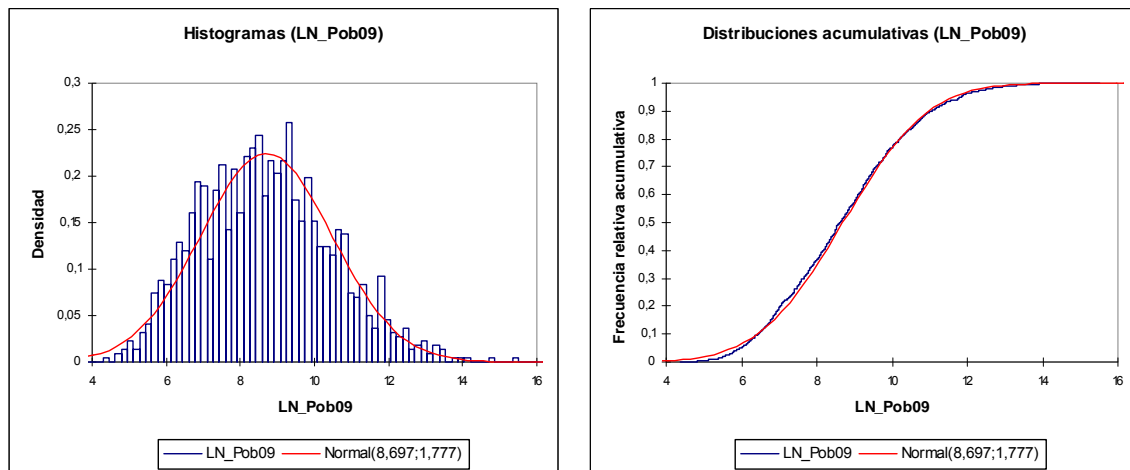 Histogramas (LN_Pob09)
0,3
0,25
0,2
0,15
0,1
0,05
0
Densidad
4 6 8 10 12 14 16
LN_Pob09
LN_Pob09 Normal(8,697;1,777)
Distribuciones acumulativas (LN_Pob09)
1
0,9
0,8
0,7
0,6
0,5
0,4
0,3
0,2
0,1
0
Frecuencia relativa acumulativa
4 6 8 10 12 14 16
LN_Pob09
LN_Pob09 Normal(8,697;1,777)